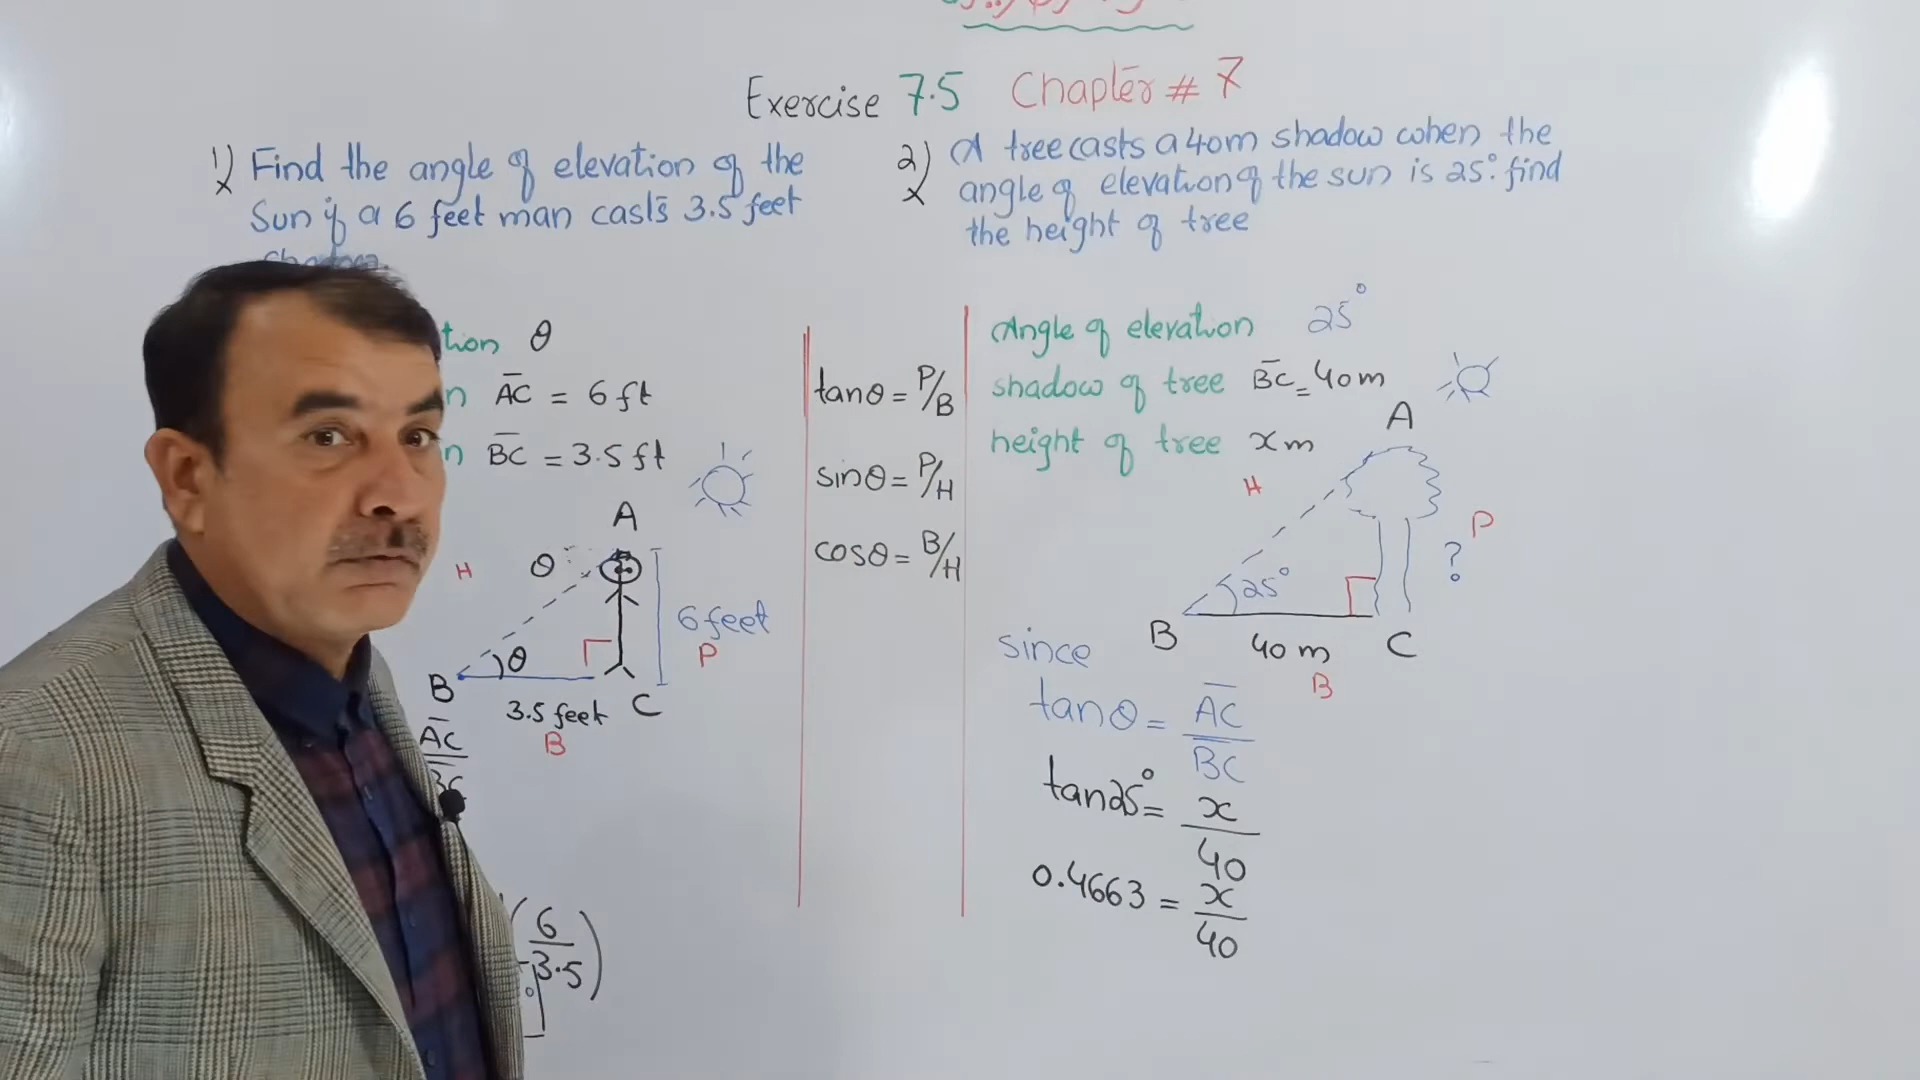 Exercise 7.5 Chapter # 7
1) Find the angle of elevation of the
Sun if a 6 feet man casts 3.5 feet
shadow.
tion θ
n AC = 6 ft
n BC = 3.5 ft
A
H
θ
6 feet
P
θ
B
3.5 feet
C
B
AC
BC
(6/3.5)
tanθ = P/B
sinθ = P/H
cosθ = B/H
2) A tree casts a 40m shadow when the
angle of elevation of the sun is 25°. find
the height of tree
Angle of elevation 25°
shadow of tree BC = 40m
height of tree x m
A
H
P
?
25°
B
40 m
C
B
since
tanθ = AC/BC
tan25° = x/40
0.4663 = x/40